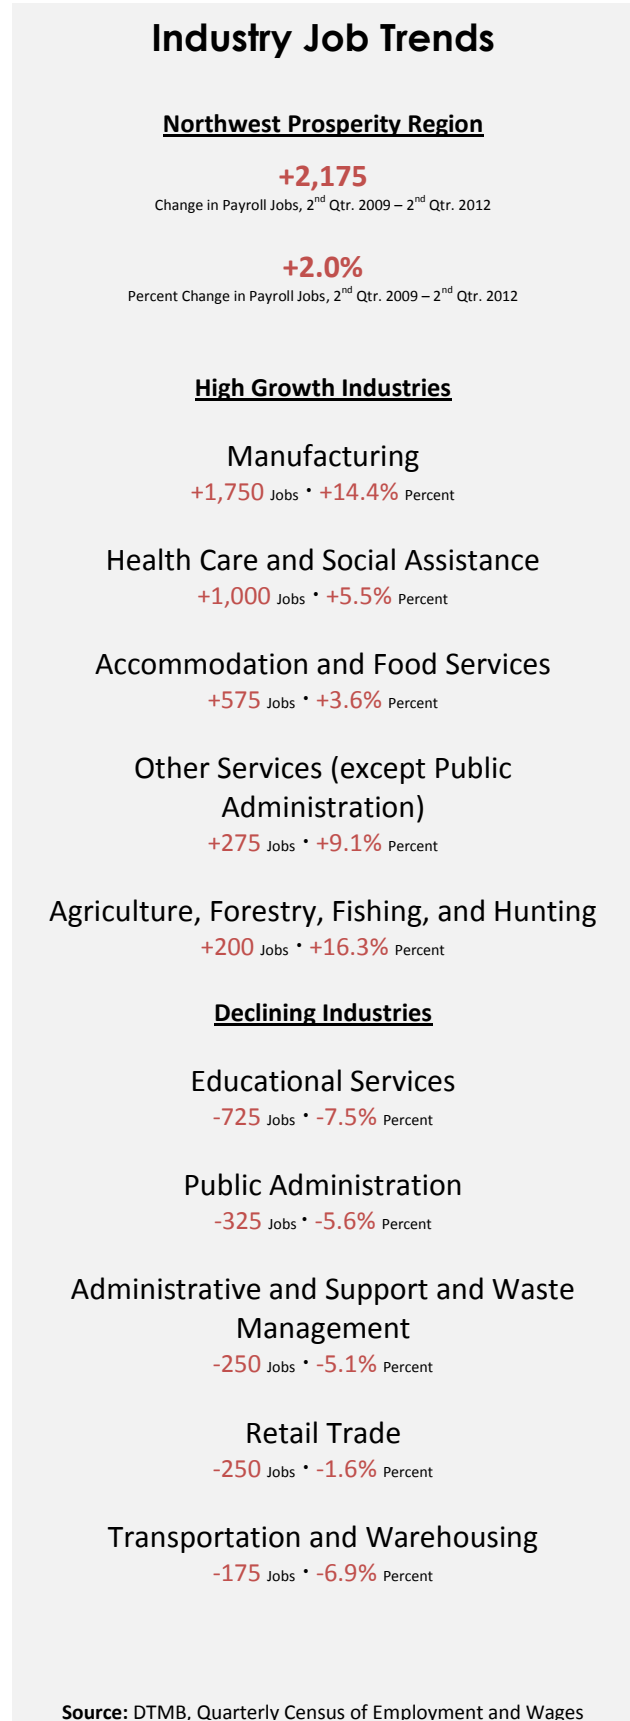 Industry Job Trends
Northwest Prosperity Region
+2,175
Change in Payroll Jobs, 2nd Qtr. 2009 – 2nd Qtr. 2012
+2.0%
Percent Change in Payroll Jobs, 2nd Qtr. 2009 – 2nd Qtr. 2012
High Growth Industries
Manufacturing
+1,750 Jobs · +14.4% Percent
Health Care and Social Assistance
+1,000 Jobs · +5.5% Percent
Accommodation and Food Services
+575 Jobs · +3.6% Percent
Other Services (except Public
Administration)
+275 Jobs · +9.1% Percent
Agriculture, Forestry, Fishing, and Hunting
+200 Jobs · +16.3% Percent
Declining Industries
Educational Services
-725 Jobs · -7.5% Percent
Public Administration
-325 Jobs · -5.6% Percent
Administrative and Support and Waste
Management
-250 Jobs · -5.1% Percent
Retail Trade
-250 Jobs · -1.6% Percent
Transportation and Warehousing
-175 Jobs · -6.9% Percent
Source: DTMB, Quarterly Census of Employment and Wages